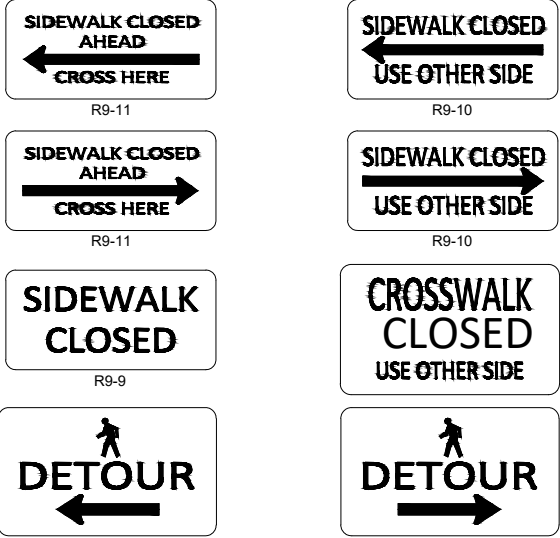 SIDEWALK CLOSED
AHEAD
CROSS HERE
R9-11
SIDEWALK CLOSED
USE OTHER SIDE
R9-10
SIDEWALK CLOSED
AHEAD
CROSS HERE
R9-11
SIDEWALK CLOSED
USE OTHER SIDE
R9-10
SIDEWALK
CLOSED
R9-9
CROSSWALK
CLOSED
USE OTHER SIDE
DETOUR
DETOUR